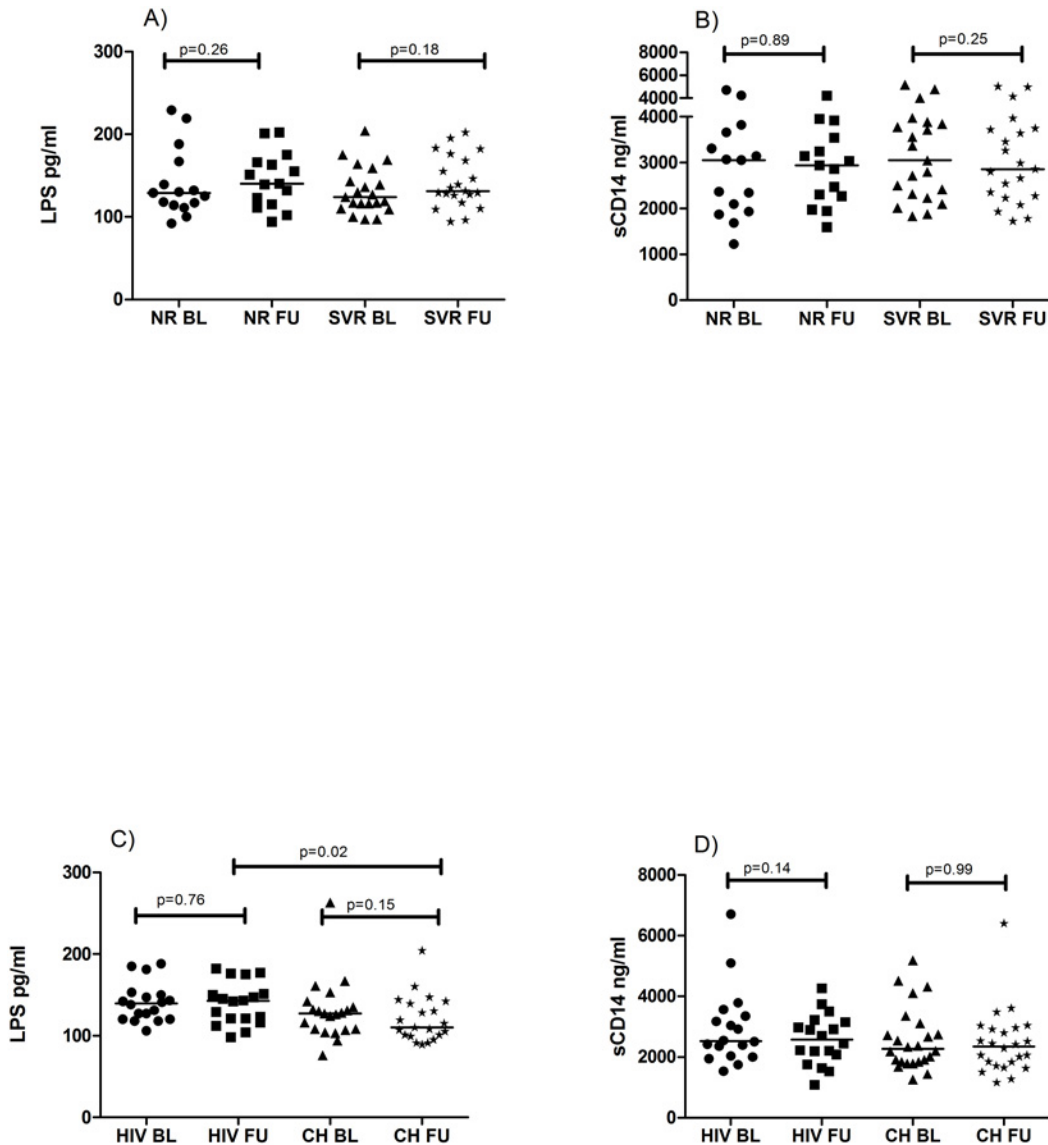 A)
p=0.26
p=0.18
300
200
100
0
LPS pg/ml
NR BL
NR FU
SVR BL
SVR FU
B)
p=0.89
p=0.25
8000
6000
4000
4000
3000
2000
1000
0
sCD14 ng/ml
NR BL
NR FU
SVR BL
SVR FU
C)
p=0.02
p=0.76
p=0.15
300
200
100
0
LPS pg/ml
HIV BL
HIV FU
CH BL
CH FU
D)
p=0.14
p=0.99
8000
6000
4000
2000
0
sCD14 ng/ml
HIV BL
HIV FU
CH BL
CH FU